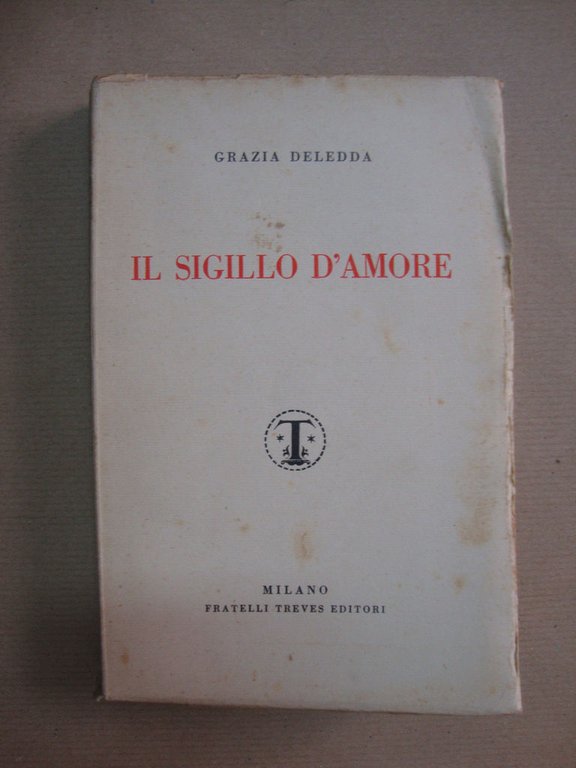 GRAZIA DELEDDA
IL SIGILLO D'AMORE
T
MILANO
FRATELLI TREVES EDITORI